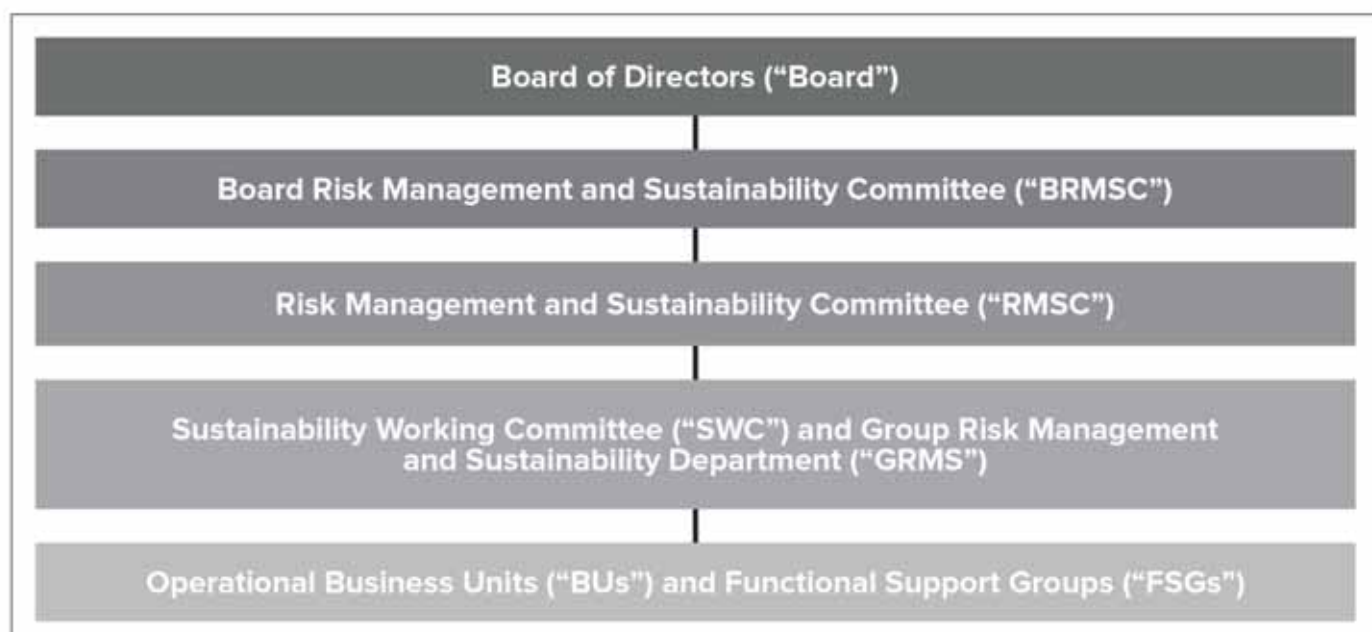 Board of Directors (“Board”)
Board Risk Management and Sustainability Committee (“BRMSC”)
Risk Management and Sustainability Committee (“RMSC”)
Sustainability Working Committee (“SWC”) and Group Risk Management
and Sustainability Department (“GRMS”)
Operational Business Units (“BUs”) and Functional Support Groups (“FSGs”)